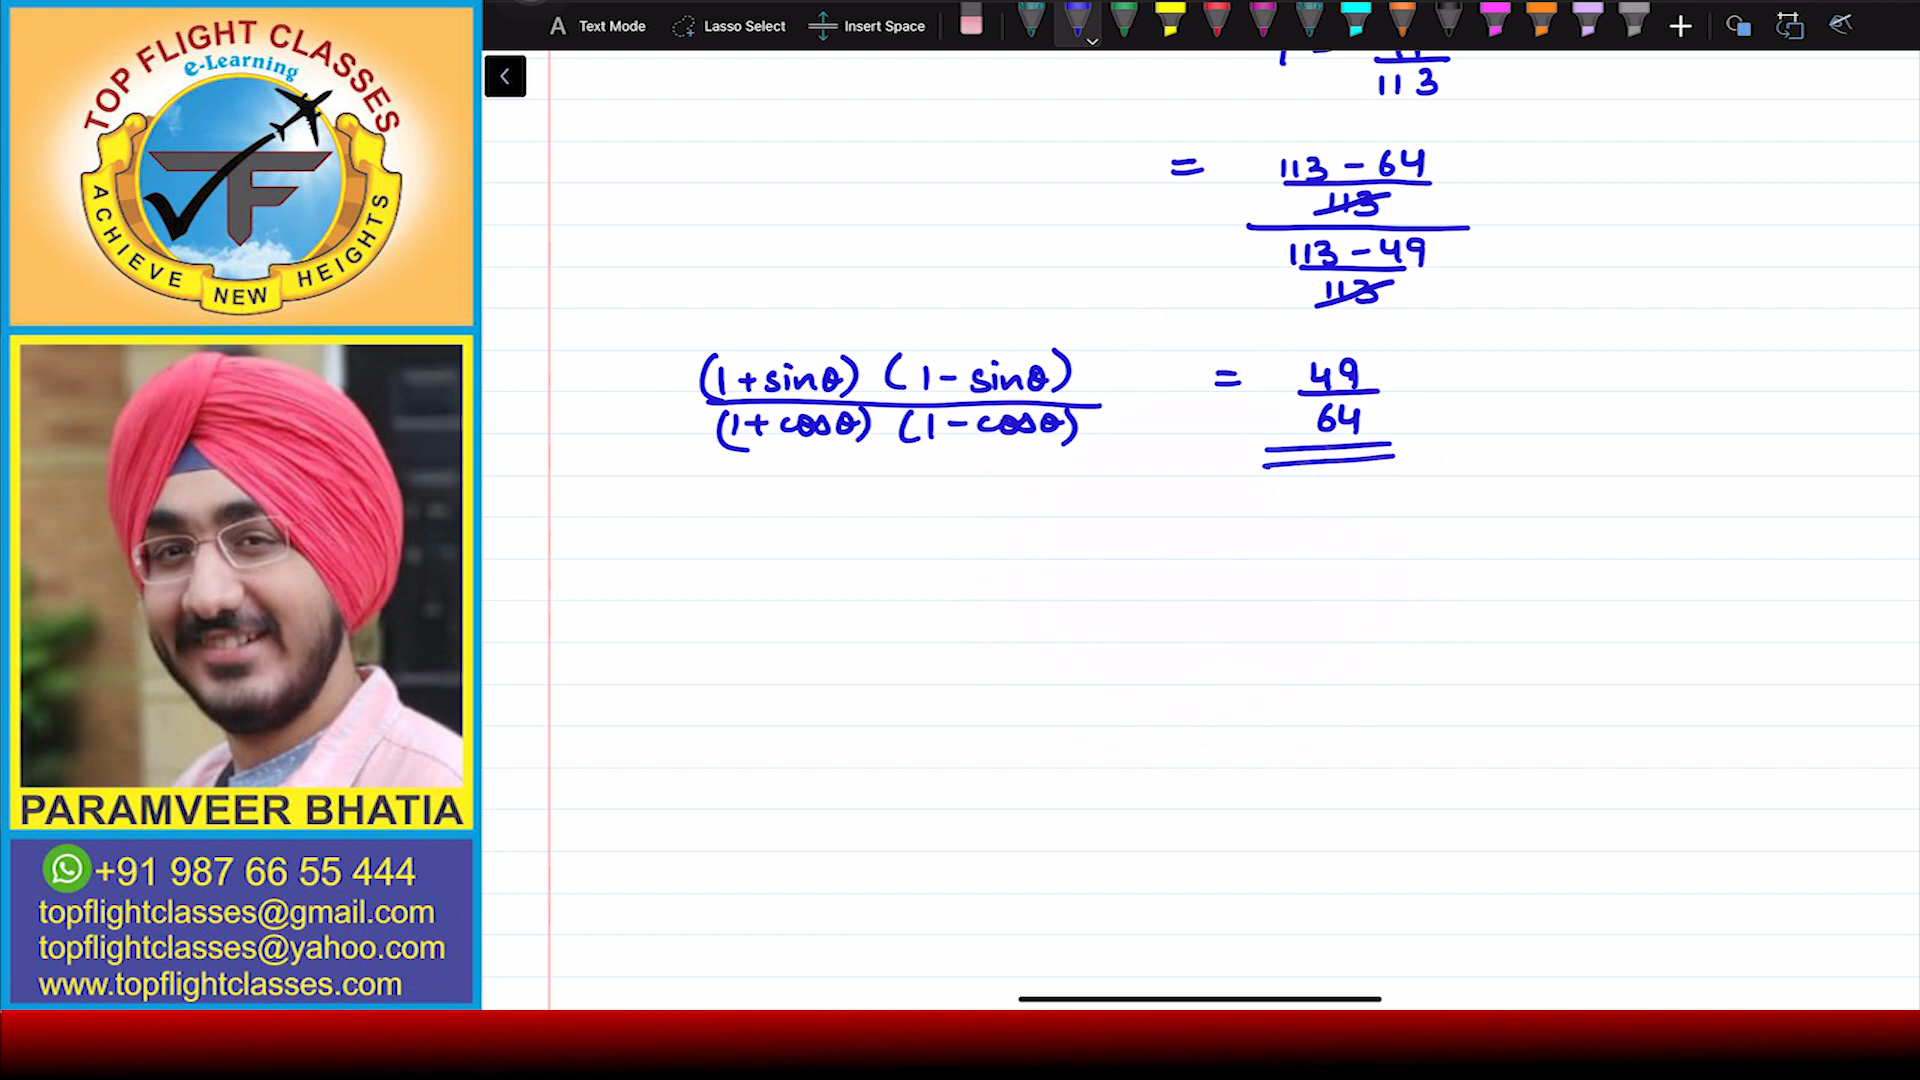 TOP FLIGHT CLASSES
e-Learning
TF
ACHIEVE NEW HEIGHTS
PARAMVEER BHATIA
+91 987 66 55 444
topflightclasses@gmail.com
topflightclasses@yahoo.com
www.topflightclasses.com
A Text Mode Lasso Select Insert Space
113
= 113 - 64
113
113 - 49
113
(1+sinθ) (1-sinθ) = 49
(1+cosθ) (1-cosθ) 64